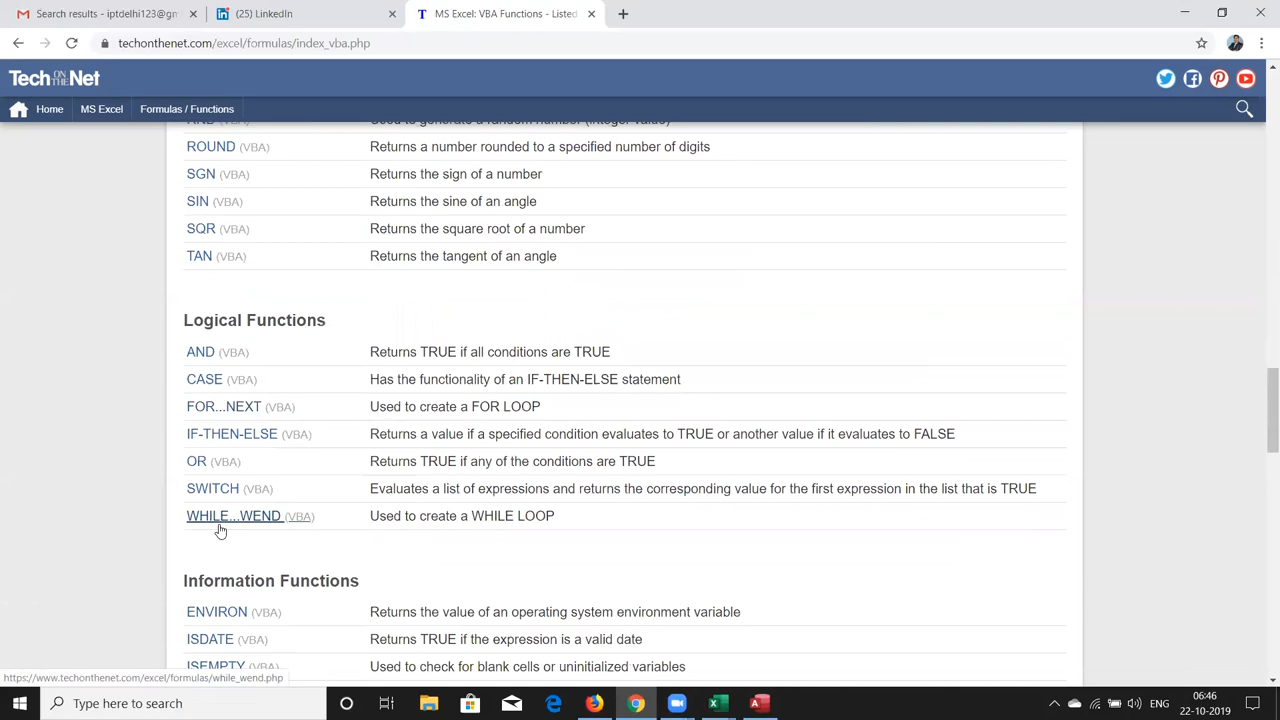 Search results - iptdelhi123@gm
(25) LinkedIn
T MS Excel: VBA Functions - Listed
techonthenet.com/excel/formulas/index_vba.php
Tech ON THE Net
Home MS Excel Formulas / Functions
RND (VBA) Used to generate a random number (integer value)
ROUND (VBA) Returns a number rounded to a specified number of digits
SGN (VBA) Returns the sign of a number
SIN (VBA) Returns the sine of an angle
SQR (VBA) Returns the square root of a number
TAN (VBA) Returns the tangent of an angle
Logical Functions
AND (VBA) Returns TRUE if all conditions are TRUE
CASE (VBA) Has the functionality of an IF-THEN-ELSE statement
FOR...NEXT (VBA) Used to create a FOR LOOP
IF-THEN-ELSE (VBA) Returns a value if a specified condition evaluates to TRUE or another value if it evaluates to FALSE
OR (VBA) Returns TRUE if any of the conditions are TRUE
SWITCH (VBA) Evaluates a list of expressions and returns the corresponding value for the first expression in the list that is TRUE
WHILE...WEND (VBA) Used to create a WHILE LOOP
Information Functions
ENVIRON (VBA) Returns the value of an operating system environment variable
ISDATE (VBA) Returns TRUE if the expression is a valid date
ISEMPTY (VBA) Used to check for blank cells or uninitialized variables
https://www.techonthenet.com/excel/formulas/while_wend.php
Type here to search
ENG
06:46
22-10-2019